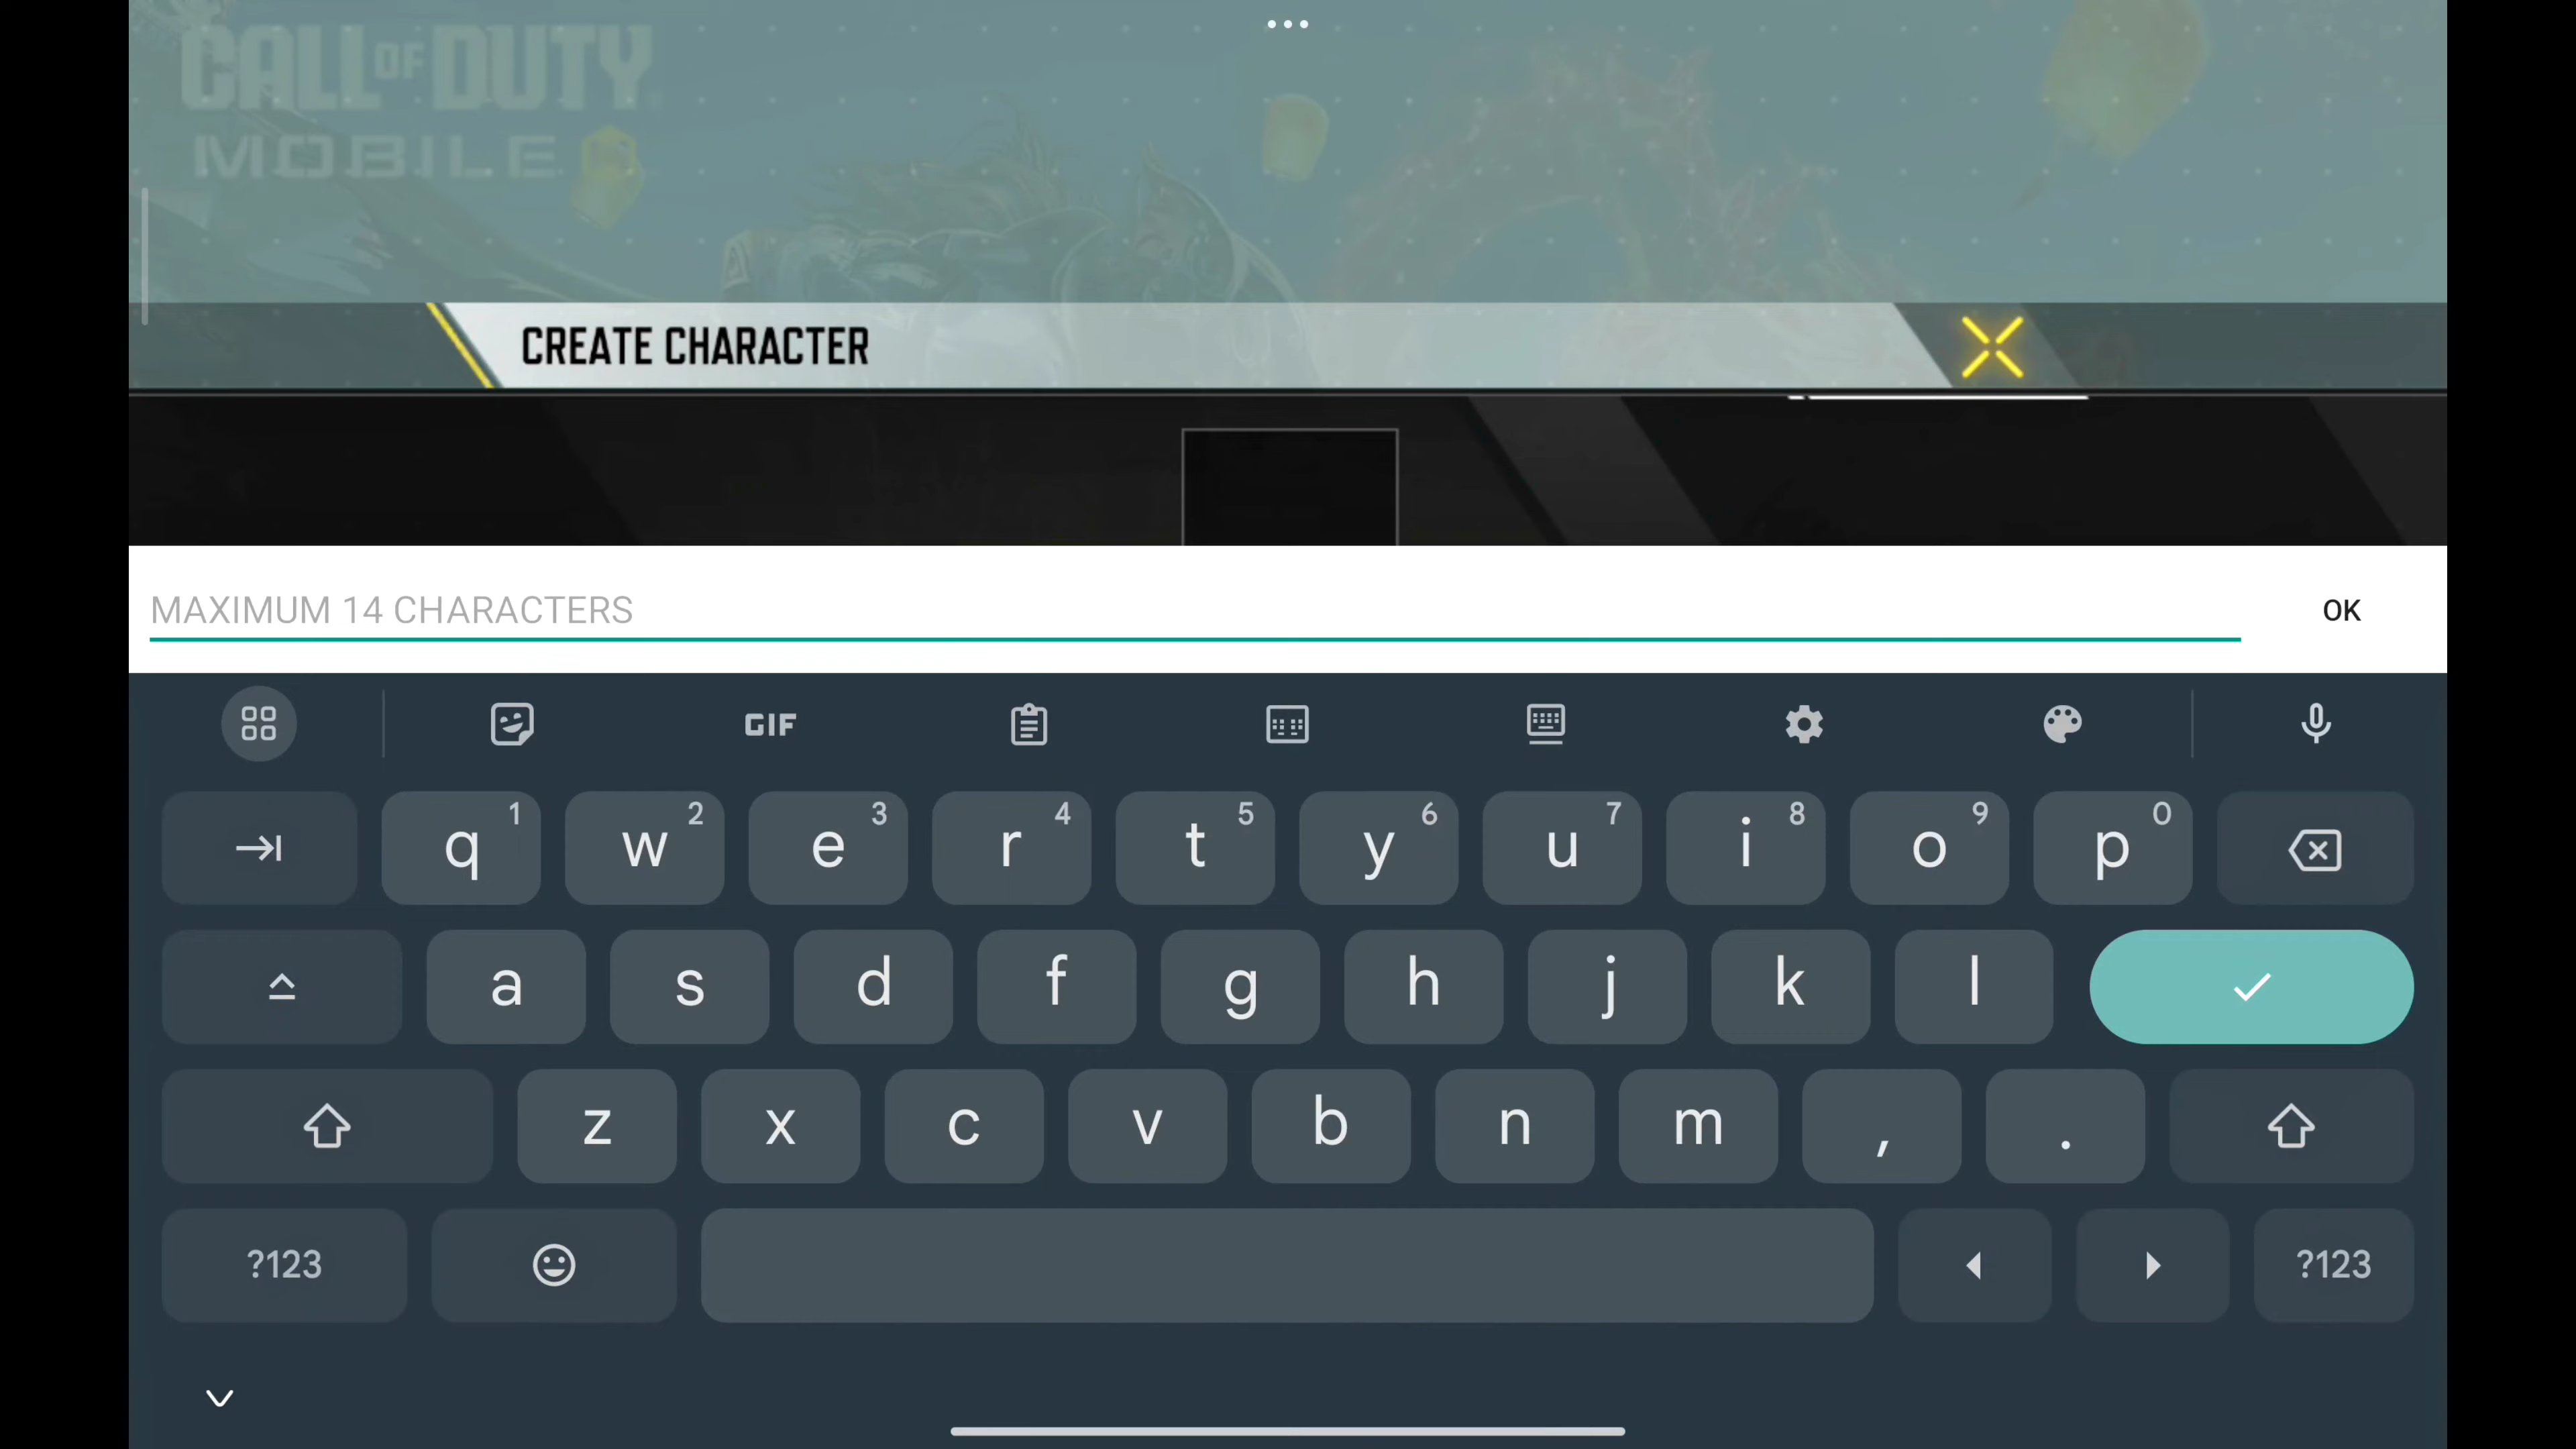 CALL OF DUTY
MOBILE
CREATE CHARACTER
MAXIMUM 14 CHARACTERS
OK
GIF
q 1 w 2 e 3 r 4 t 5 y 6 u 7 i 8 o 9 p 0
a s d f g h j k l
z x c v b n m , .
?123 ?123